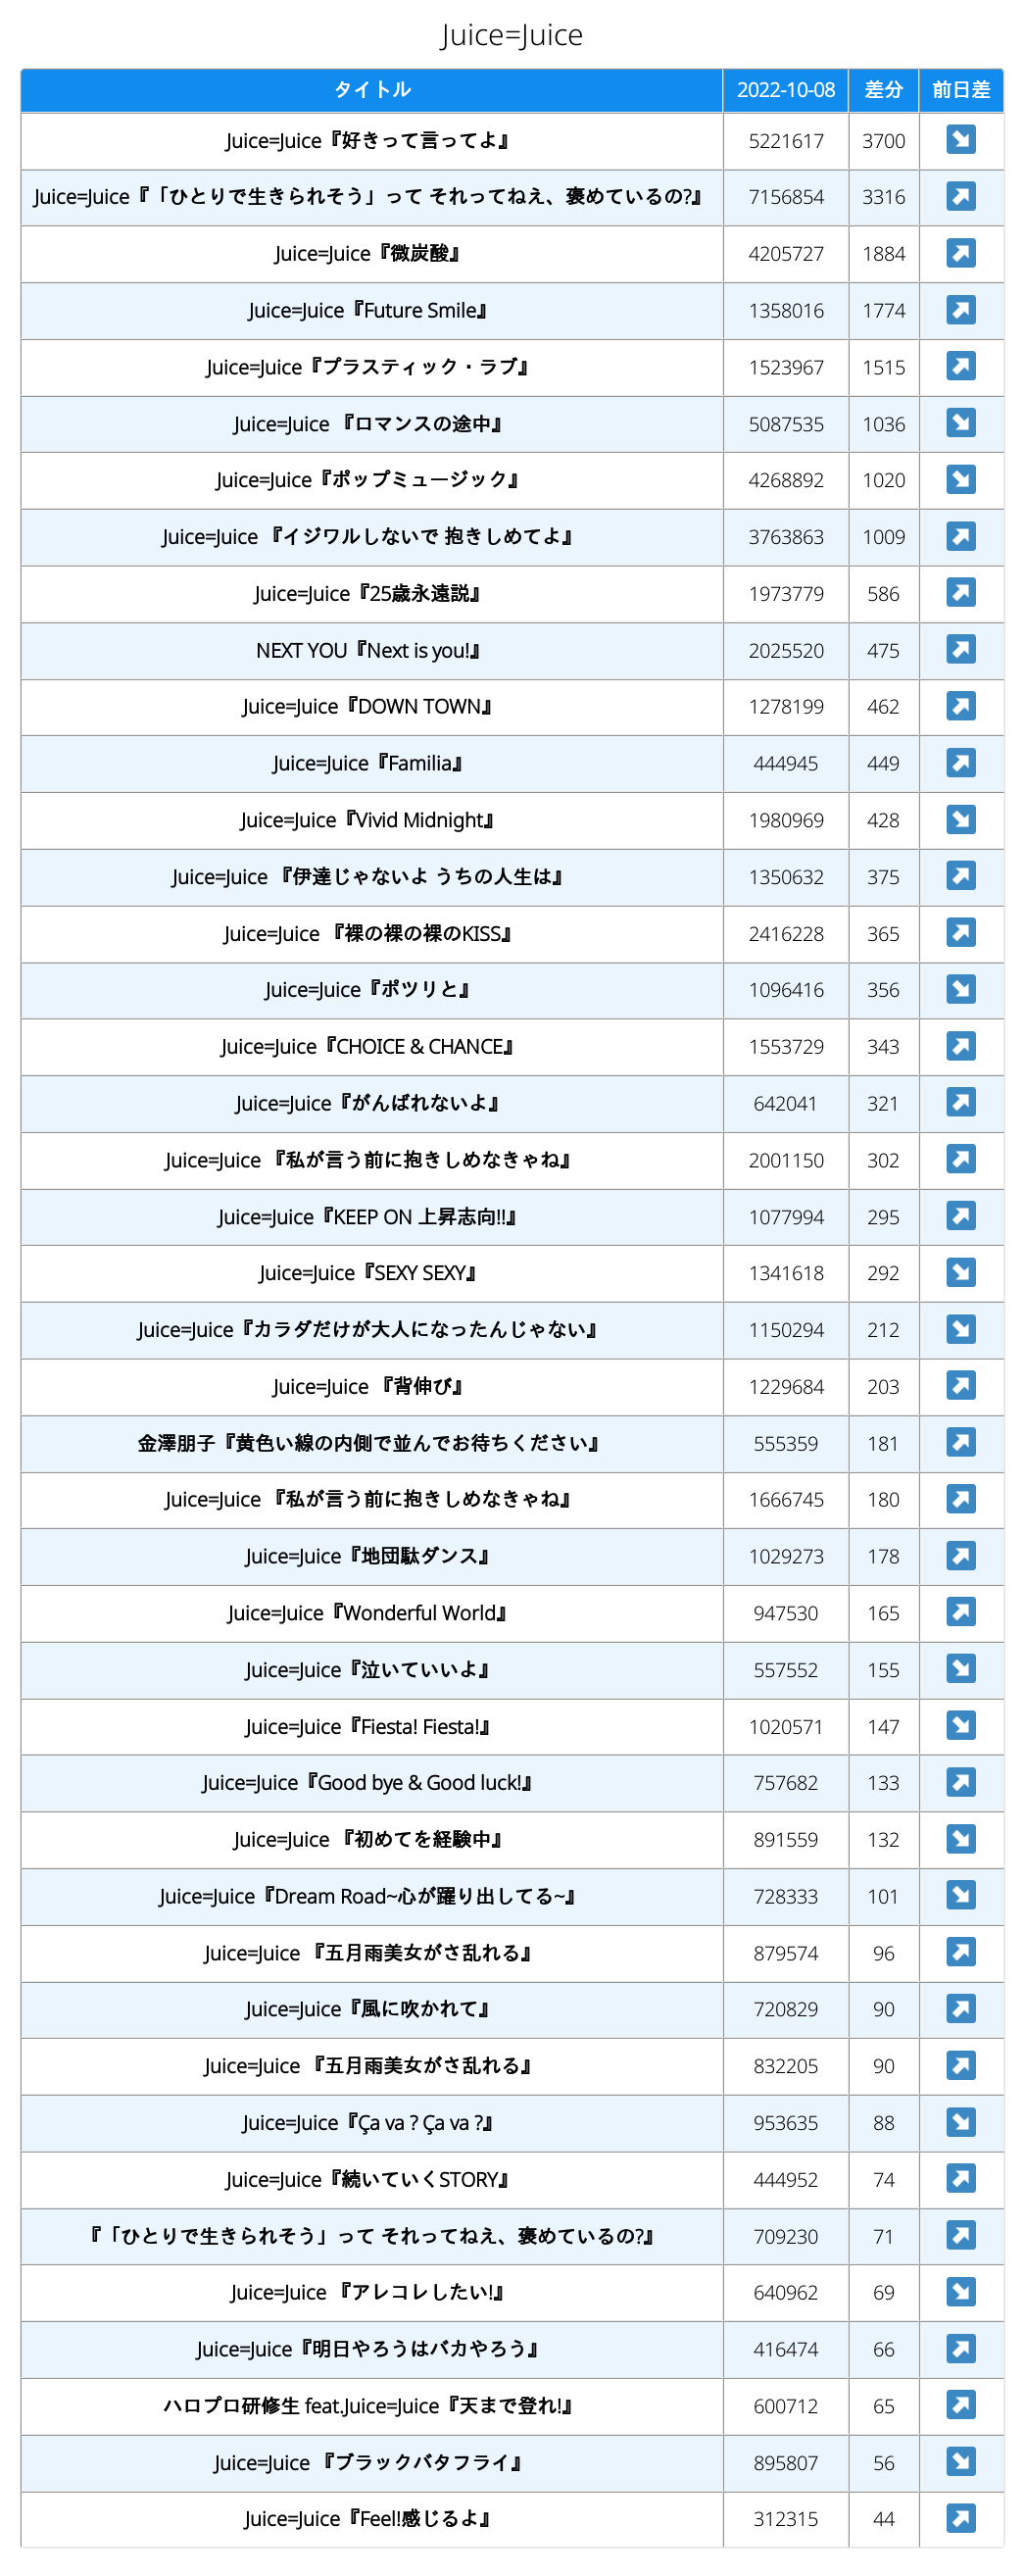 Juice=Juice
タイトル 2022-10-08 差分 前日差
Juice=Juice『好きって言ってよ』 5221617 3700 ↘
Juice=Juice『「ひとりで生きられそう」って それってねえ、褒めているの?』 7156854 3316 ↗
Juice=Juice『微炭酸』 4205727 1884 ↗
Juice=Juice『Future Smile』 1358016 1774 ↗
Juice=Juice『プラスティック・ラブ』 1523967 1515 ↗
Juice=Juice 『ロマンスの途中』 5087535 1036 ↘
Juice=Juice『ポップミュージック』 4268892 1020 ↘
Juice=Juice 『イジワルしないで 抱きしめてよ』 3763863 1009 ↗
Juice=Juice『25歳永遠説』 1973779 586 ↗
NEXT YOU『Next is you!』 2025520 475 ↗
Juice=Juice『DOWN TOWN』 1278199 462 ↗
Juice=Juice『Familia』 444945 449 ↗
Juice=Juice『Vivid Midnight』 1980969 428 ↘
Juice=Juice 『伊達じゃないよ うちの人生は』 1350632 375 ↗
Juice=Juice 『裸の裸の裸のKISS』 2416228 365 ↗
Juice=Juice『ポツリと』 1096416 356 ↘
Juice=Juice『CHOICE & CHANCE』 1553729 343 ↗
Juice=Juice『がんばれないよ』 642041 321 ↗
Juice=Juice 『私が言う前に抱きしめなきゃね』 2001150 302 ↗
Juice=Juice『KEEP ON 上昇志向!!』 1077994 295 ↗
Juice=Juice『SEXY SEXY』 1341618 292 ↘
Juice=Juice『カラダだけが大人になったんじゃない』 1150294 212 ↘
Juice=Juice 『背伸び』 1229684 203 ↗
金澤朋子『黄色い線の内側で並んでお待ちください』 555359 181 ↗
Juice=Juice 『私が言う前に抱きしめなきゃね』 1666745 180 ↗
Juice=Juice『地団駄ダンス』 1029273 178 ↗
Juice=Juice『Wonderful World』 947530 165 ↗
Juice=Juice『泣いていいよ』 557552 155 ↘
Juice=Juice『Fiesta! Fiesta!』 1020571 147 ↘
Juice=Juice『Good bye & Good luck!』 757682 133 ↗
Juice=Juice 『初めてを経験中』 891559 132 ↘
Juice=Juice『Dream Road~心が躍り出してる~』 728333 101 ↘
Juice=Juice 『五月雨美女がさ乱れる』 879574 96 ↗
Juice=Juice『風に吹かれて』 720829 90 ↗
Juice=Juice 『五月雨美女がさ乱れる』 832205 90 ↗
Juice=Juice『Ça va ? Ça va ?』 953635 88 ↘
Juice=Juice『続いていくSTORY』 444952 74 ↗
『「ひとりで生きられそう」って それってねえ、褒めているの?』 709230 71 ↗
Juice=Juice 『アレコレしたい!』 640962 69 ↘
Juice=Juice『明日やろうはバカやろう』 416474 66 ↗
ハロプロ研修生 feat.Juice=Juice『天まで登れ!』 600712 65 ↗
Juice=Juice 『ブラックバタフライ』 895807 56 ↘
Juice=Juice『Feel!感じるよ』 312315 44 ↗